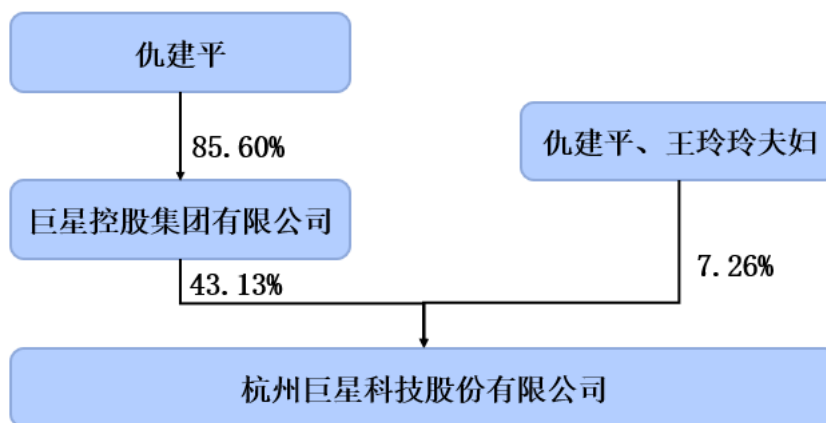 仇建平
85.60%
仇建平、王玲玲夫妇
巨星控股集团有限公司
43.13%
7.26%
杭州巨星科技股份有限公司